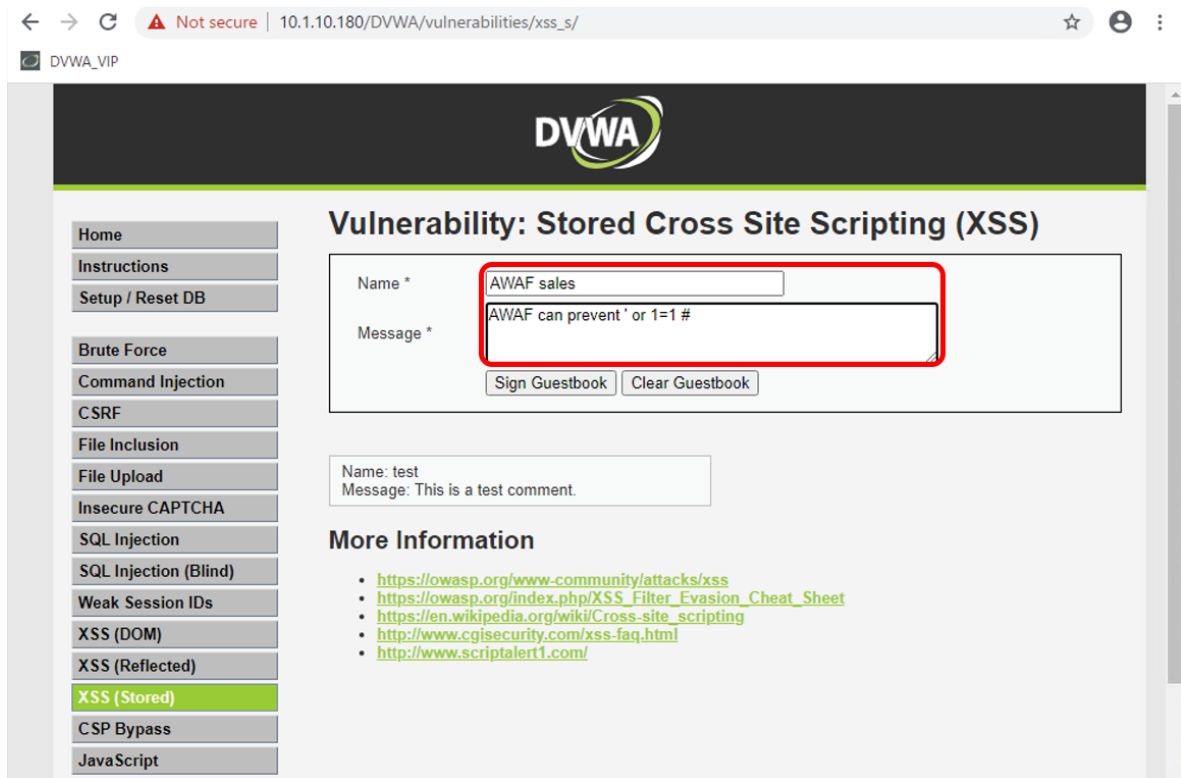 Not secure | 10.1.10.180/DVWA/vulnerabilities/xss_s/
DVWA_VIP
DVWA
Home
Instructions
Setup / Reset DB
Brute Force
Command Injection
CSRF
File Inclusion
File Upload
Insecure CAPTCHA
SQL Injection
SQL Injection (Blind)
Weak Session IDs
XSS (DOM)
XSS (Reflected)
XSS (Stored)
CSP Bypass
JavaScript
Vulnerability: Stored Cross Site Scripting (XSS)
Name * AWAF sales
Message * AWAF can prevent ' or 1=1 #
Sign Guestbook Clear Guestbook
Name: test
Message: This is a test comment.
More Information
• https://owasp.org/www-community/attacks/xss
• https://owasp.org/index.php/XSS_Filter_Evasion_Cheat_Sheet
• https://en.wikipedia.org/wiki/Cross-site_scripting
• http://www.cgisecurity.com/xss-faq.html
• http://www.scriptalert1.com/